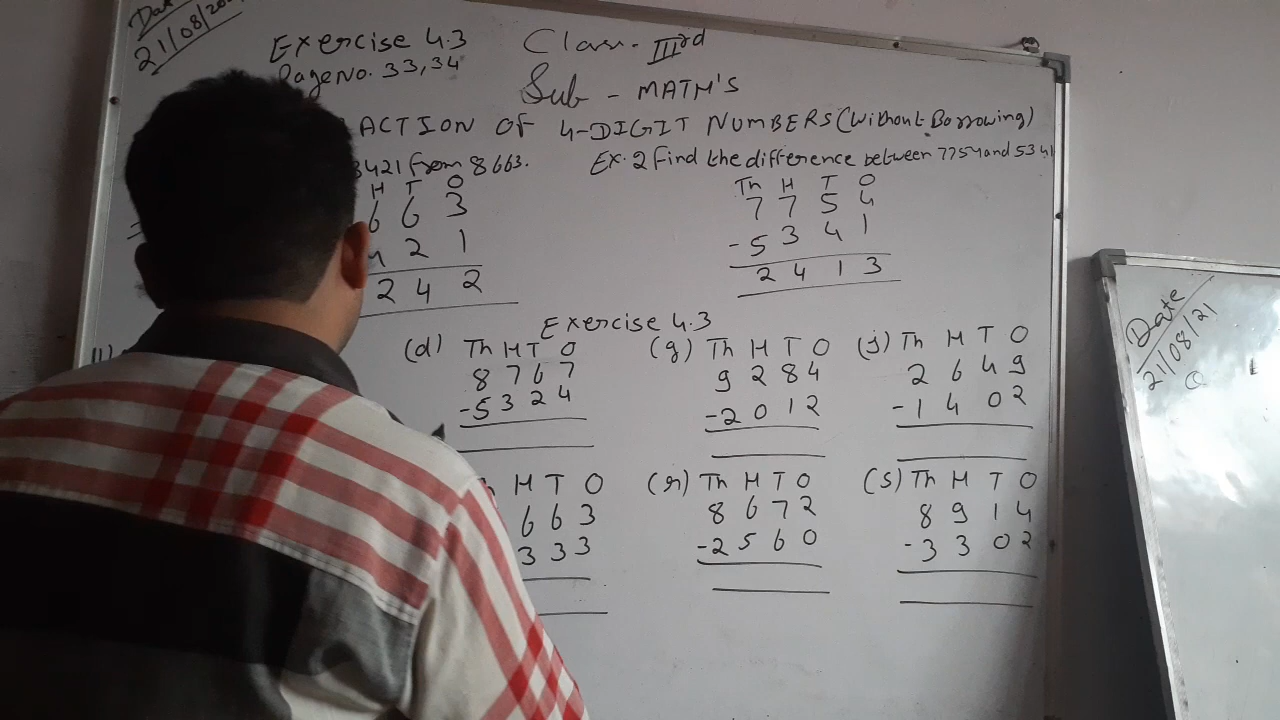 Date
21/08/20
Exercise 4.3 Class - IIIrd
Page No. 33,34
Sub - MATH'S
ACTION OF 4-DIGIT NUMBERS (Without Borrowing)
3421 from 8663. Ex. 2 Find the difference between 7754 and 5341
H T O
6 6 3
2 1
2 4 2
Th H T O
7 7 5 4
- 5 3 4 1
2 4 1 3
Exercise 4.3
(d) Th H T O
8 7 6 7
- 5 3 2 4
(g) Th H T O
9 2 8 4
- 2 0 1 2
(j) Th H T O
2 6 4 9
- 1 4 0 2
H T O
6 6 3
3 3 3
(r) Th H T O
8 6 7 2
- 2 5 6 0
(s) Th H T O
8 9 1 4
- 3 3 0 2
Date
21/08/21
Q